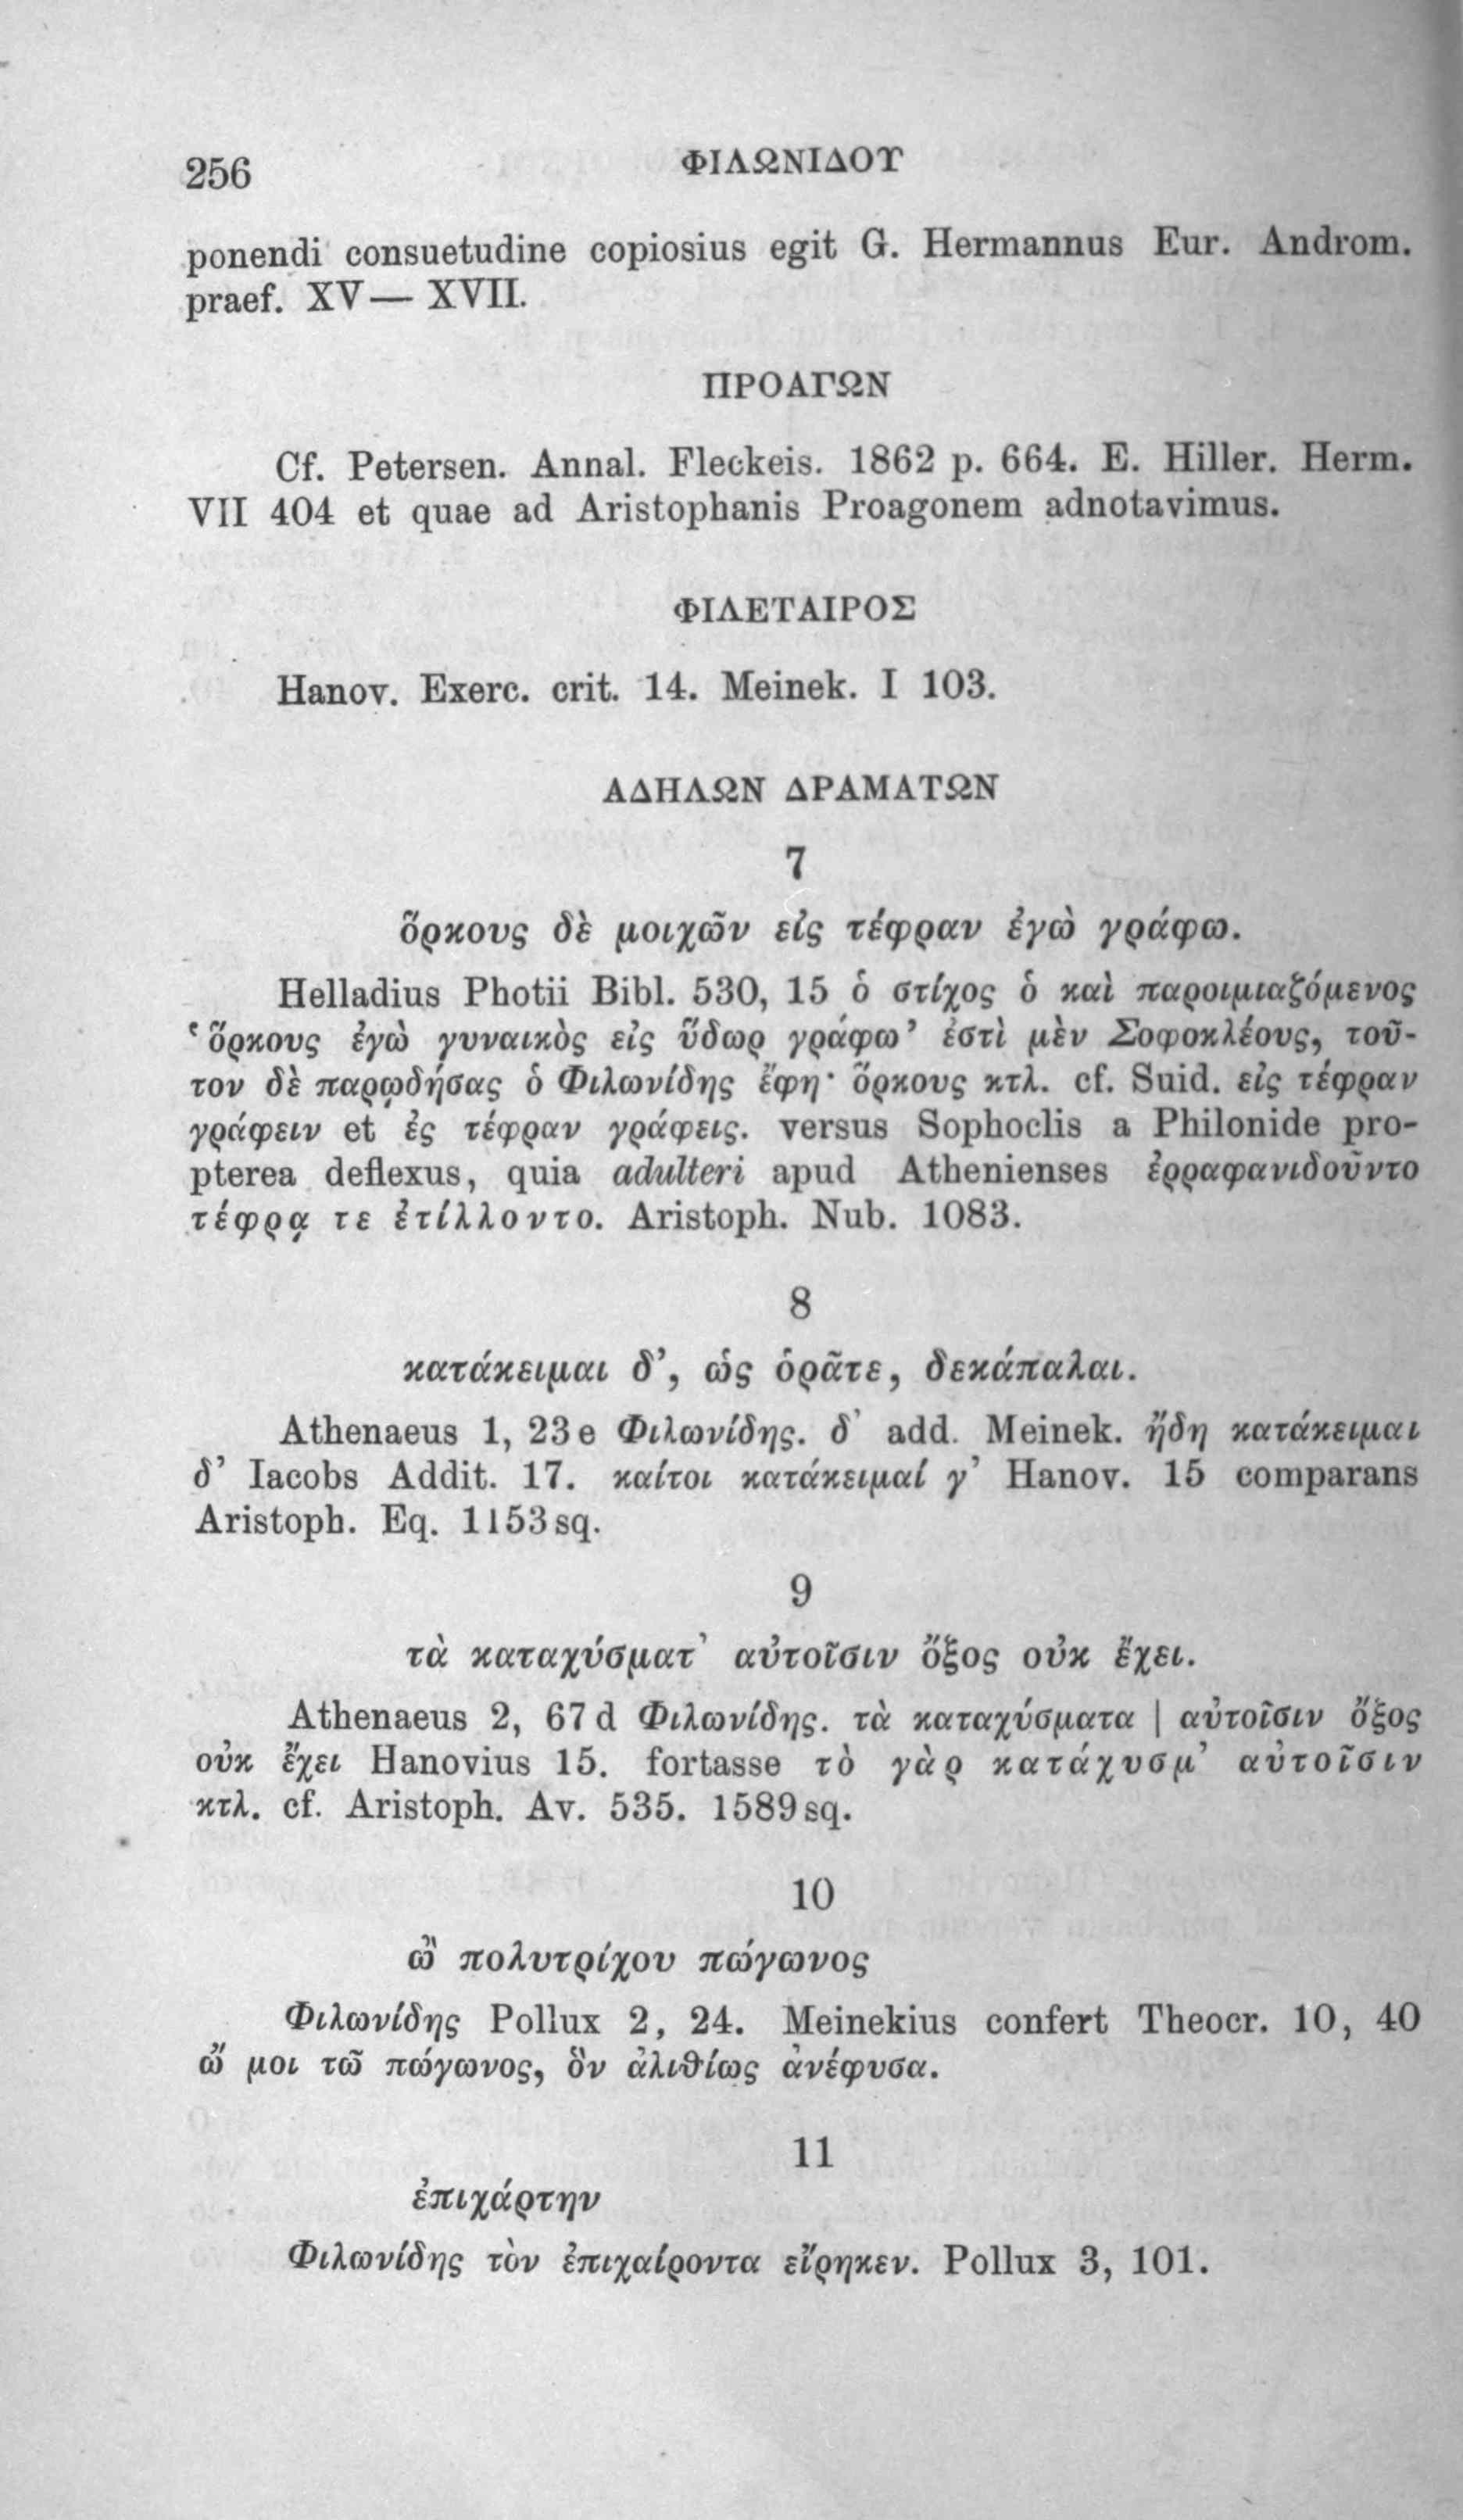 256
ΦΙΛΩΝΙΔΟΥ
ponendi consuetudine copiosius egit G. Hermannus Eur. Androm.
praef. XV— XVII.
ΠΡΟΑΓΩΝ
Cf. Petersen. Annal. Fleckeis. 1862 p. 664. E. Hiller. Herm.
VII 404 et quae ad Aristophanis Proagonem adnotavimus.
ΦΙΛΕΤΑΙΡΟΣ
Hanov. Exerc. crit. 14. Meinek. I 103.
ΑΔΗΛΩΝ ΔΡΑΜΑΤΩΝ
7
ὅρκους δὲ μοιχῶν εἰς τέφραν ἐγὼ γράφω.
Helladius Photii Bibl. 530, 15 ὁ στίχος ὁ καὶ παροιμιαζόμενος
‘ὅρκους ἐγὼ γυναικὸς εἰς ὕδωρ γράφω’ ἐστὶ μὲν Σοφοκλέους, τοῦ-
τον δὲ παρῳδήσας ὁ Φιλωνίδης ἔφη· ὅρκους κτλ. cf. Suid. εἰς τέφραν
γράφειν et ἐς τέφραν γράφεις. versus Sophoclis a Philonide pro-
pterea deflexus, quia adulteri apud Athenienses ἐρραφανιδοῦντο
τέφρᾳ τε ἐτίλλοντο. Aristoph. Nub. 1083.
8
κατάκειμαι δ’, ὡς ὁρᾶτε, δεκάπαλαι.
Athenaeus 1, 23 e Φιλωνίδης. δ’ add. Meinek. ἤδη κατάκειμαι
δ’ Iacobs Addit. 17. καίτοι κατάκειμαί γ’ Hanov. 15 comparans
Aristoph. Eq. 1153 sq.
9
τὰ καταχύσματ’ αὐτοῖσιν ὄξος οὐκ ἔχει.
Athenaeus 2, 67 d Φιλωνίδης. τὰ καταχύσματα | αὐτοῖσιν ὄξος
οὐκ ἔχει Hanovius 15. fortasse τὸ γὰρ κατάχυσμ’ αὐτοῖσιν
κτλ. cf. Aristoph. Av. 535. 1589 sq.
10
ὢ πολυτρίχου πώγωνος
Φιλωνίδης Pollux 2, 24. Meinekius confert Theocr. 10, 40
ὤ μοι τῶ πώγωνος, ὃν ἀλιθίως ἀνέφυσα.
11
ἐπιχάρτην
Φιλωνίδης τὸν ἐπιχαίροντα εἴρηκεν. Pollux 3, 101.